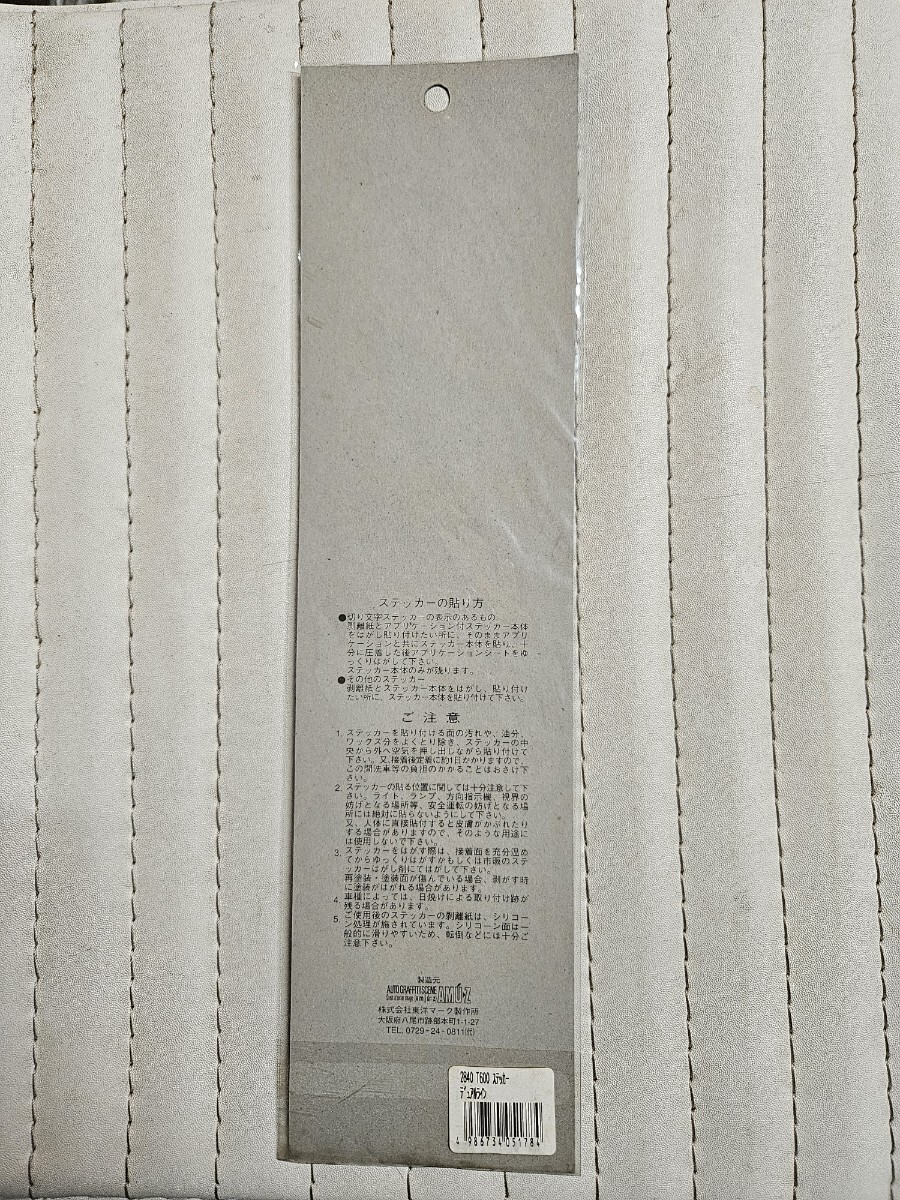 ステッカーの貼り方
●切り文字ステッカーの表示のあるもの
剥離紙とアプリケーション付ステッカー本体
をはがし貼り付けたい所に、そのままアプリ
ケーションと共にステッカー本体を貼り、十
分に圧着した後アプリケーションシートをゆ
っくりはがして下さい。
ステッカー本体のみが残ります。
●その他のステッカー
剥離紙とステッカー本体をはがし、貼り付け
たい所に、ステッカー本体を貼り付けて下さい。
ご注意
1. ステッカーを貼り付ける面の汚れや、油分、
ワックス分をよくとり除き、ステッカーの中
央から外へ空気を押し出しながら貼り付けて
下さい。又、接着後定着に約1日かかりますので、
この間洗車等の負担のかかることはおさけ下
さい。
2. ステッカーの貼る位置に関しては十分注意して下
さい。ライト、ランプ、方向指示機、視界の
妨げとなる場所等、安全運転の妨げとなる場
所には絶対に貼らないようにして下さい。
又、人体に直接貼付すると皮膚がかぶれたり
する場合がありますので、そのような用途に
は使用しないで下さい。
3. ステッカーをはがす際は、接着面を充分温め
てからゆっくりはがすかもしくは市販のステ
ッカーはがし剤にてはがして下さい。
再塗装・塗装面が傷んでいる場合、剥がす時
に塗装がはがれる場合があります。
4. 車種によっては、日焼けによる取り付け跡が
残る場合があります。
5. ご使用後のステッカーの剥離紙は、シリコー
ン処理が施されています。シリコーン面は一
般的に滑りやすいため、転倒などには十分ご
注意下さい。
製造元
AUTO GRAFFITI SCENE
AMÚZ
株式会社東洋マーク製作所
大阪府八尾市跡部本町1-1-27
TEL. 0729-24-0811(代)
2840 T600 ステッカー
デュアルライン
4 986734 051784